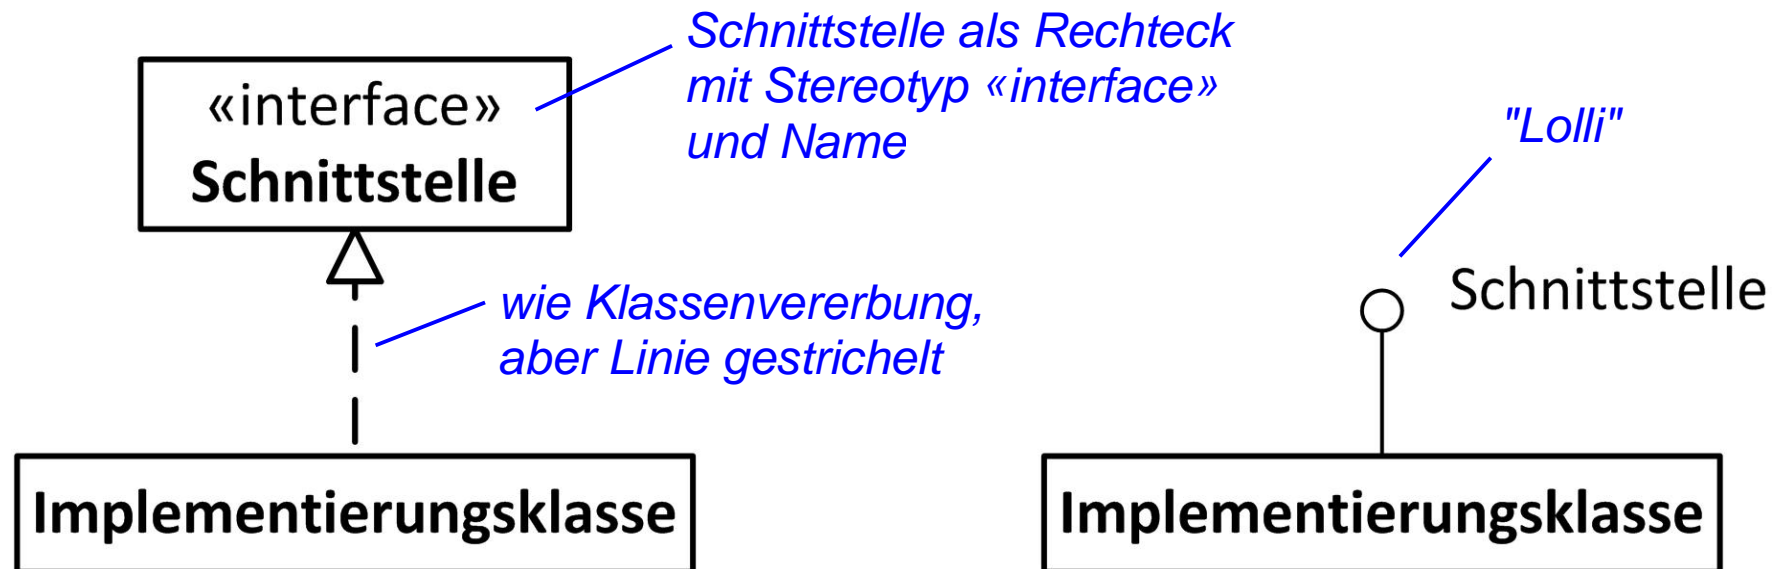 «interface»
Schnittstelle
Schnittstelle als Rechteck
mit Stereotyp «interface»
und Name
wie Klassenvererbung,
aber Linie gestrichelt
Implementierungsklasse
"Lolli"
Schnittstelle
Implementierungsklasse